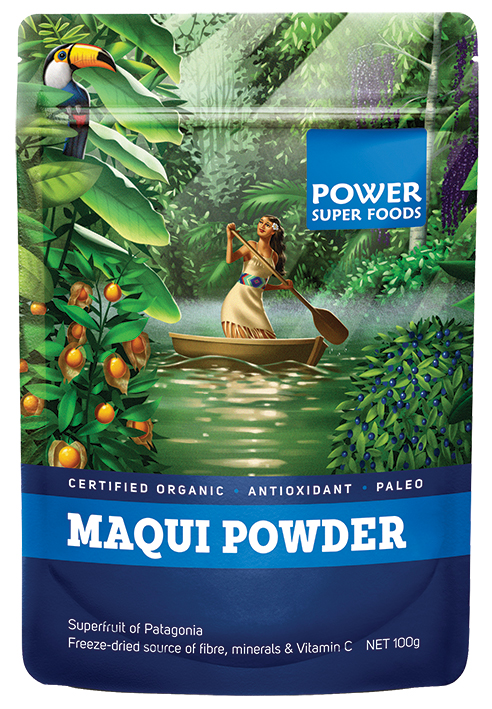 POWER
SUPER FOODS
CERTIFIED ORGANIC • ANTIOXIDANT • PALEO
MAQUI POWDER
Superfruit of Patagonia
Freeze-dried source of fibre, minerals & Vitamin C NET 100g